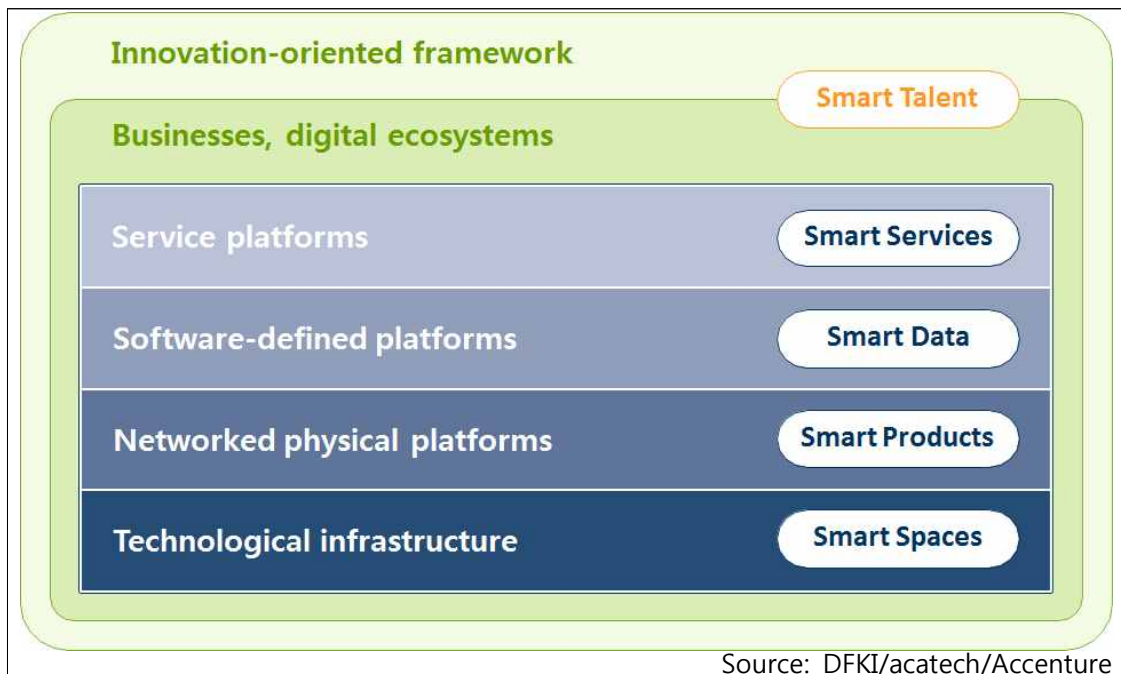 Innovation-oriented framework
Smart Talent
Businesses, digital ecosystems
Service platforms
Smart Services
Software-defined platforms
Smart Data
Networked physical platforms
Smart Products
Technological infrastructure
Smart Spaces
Source: DFKI/acatech/Accenture